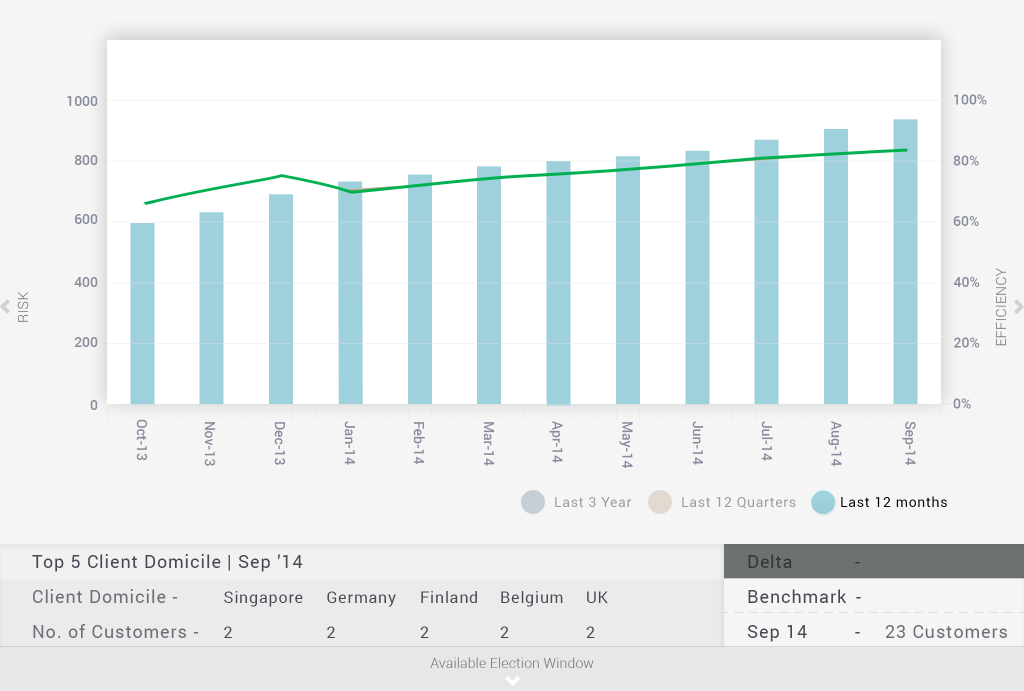 1000
800
600
400
200
0
RISK
100%
80%
60%
40%
20%
0%
EFFICIENCY
Oct-13 Nov-13 Dec-13 Jan-14 Feb-14 Mar-14 Apr-14 May-14 Jun-14 Jul-14 Aug-14 Sep-14
Last 3 Year Last 12 Quarters Last 12 months
Top 5 Client Domicile | Sep ’14
Client Domicile - Singapore Germany Finland Belgium UK
No. of Customers - 2 2 2 2 2
Delta -
Benchmark -
Sep 14 - 23 Customers
Available Election Window